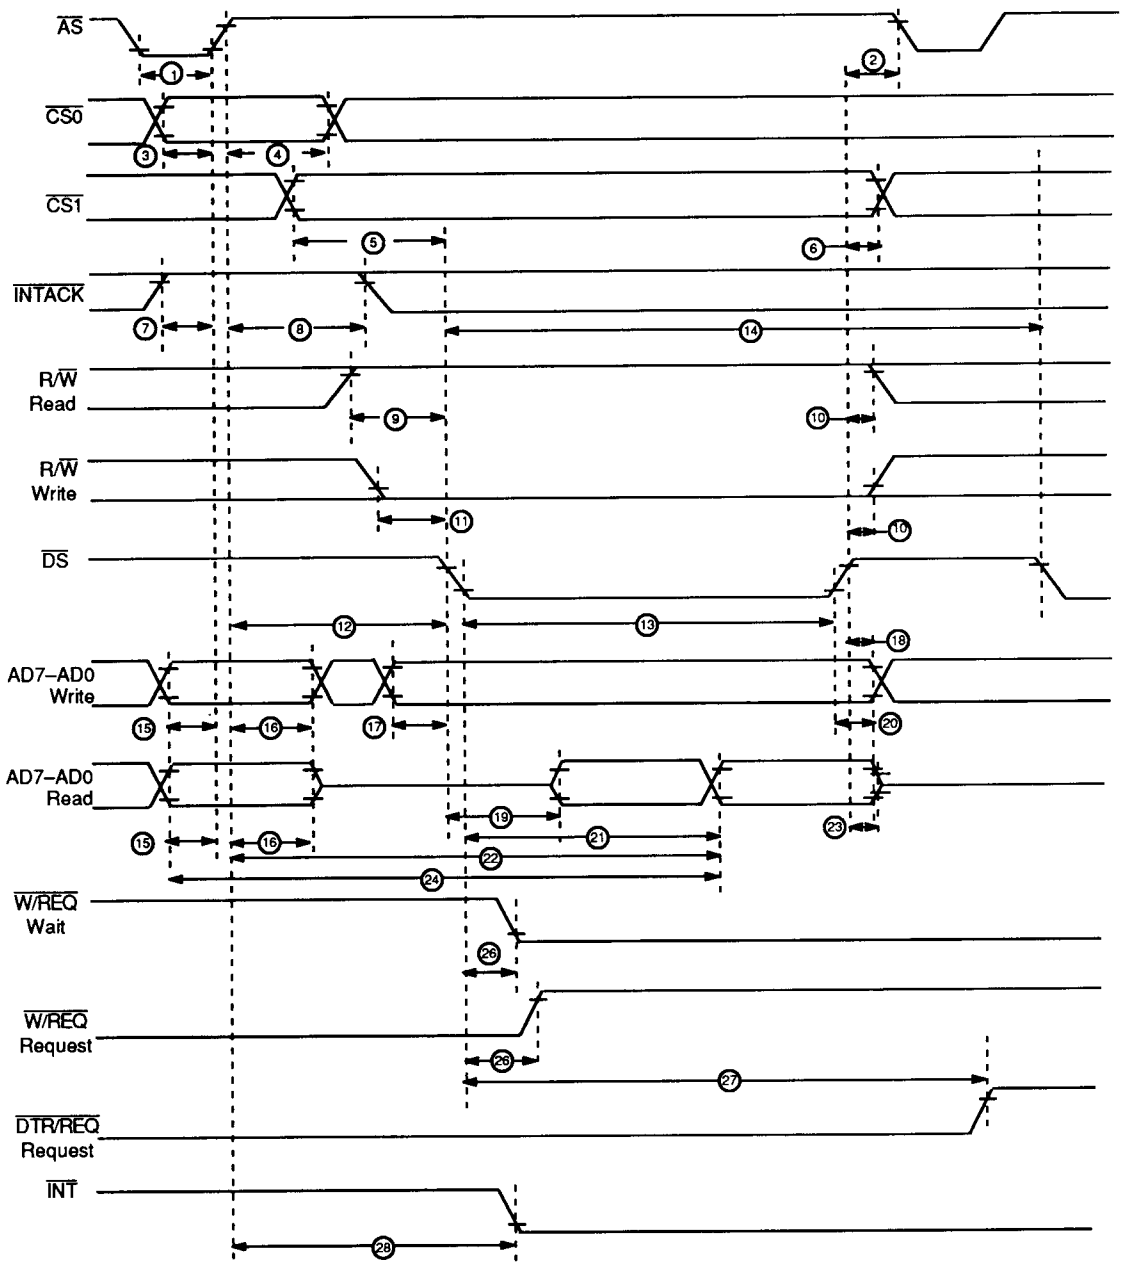 AS
1
2
CS0
3
4
CS1
5
6
INTACK
7
8
14
R/W
Read
9
10
R/W
Write
11
10
DS
12
13
18
AD7–AD0
Write
15
16
17
20
AD7–AD0
Read
19
23
15
16
21
22
24
W/REQ
Wait
26
W/REQ
Request
26
27
DTR/REQ
Request
INT
28